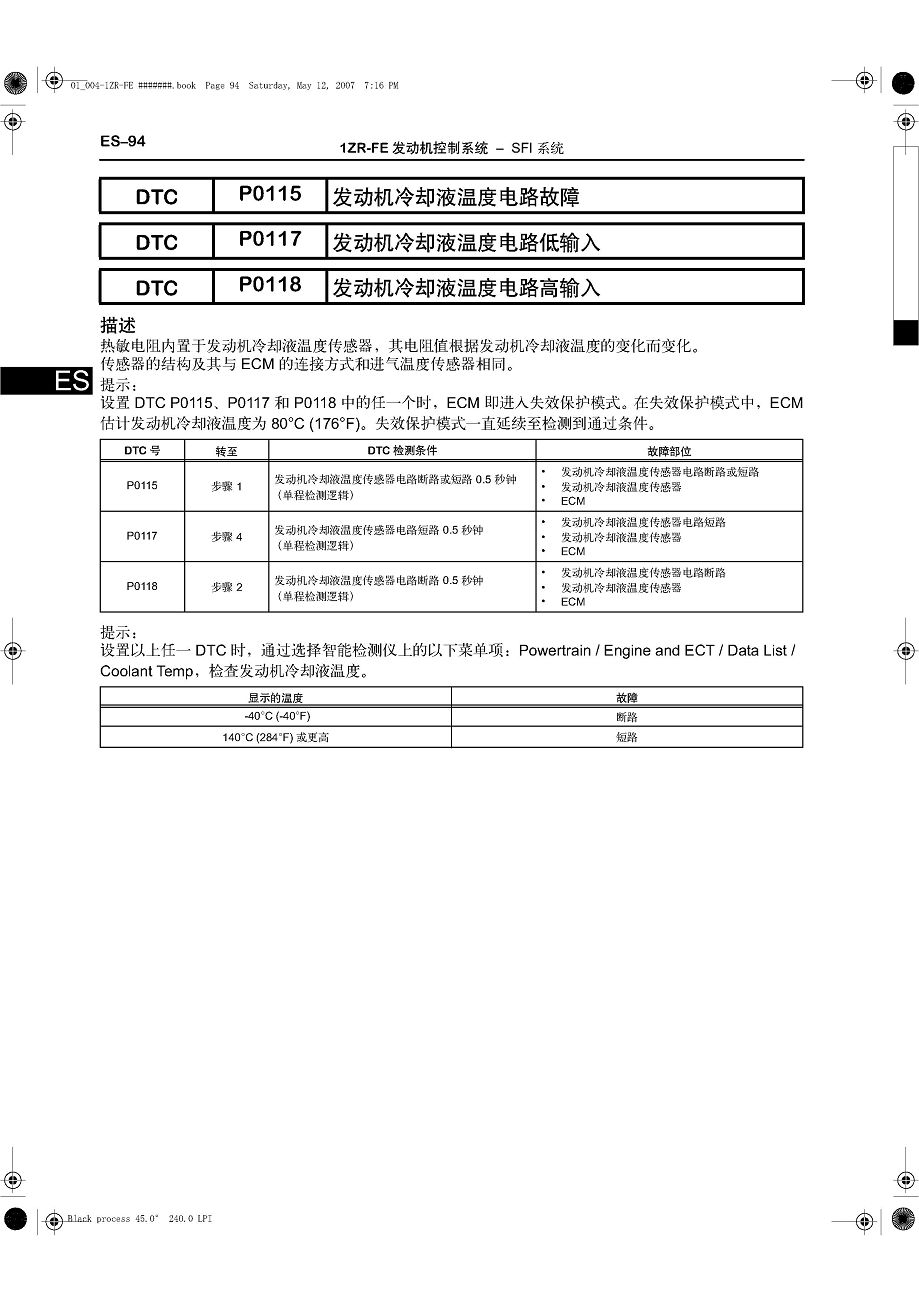 01_004-1ZR-FE #######.book Page 94 Saturday, May 12, 2007 7:16 PM
ES–94
1ZR-FE 发动机控制系统 – SFI 系统
DTC P0115 发动机冷却液温度电路故障
DTC P0117 发动机冷却液温度电路低输入
DTC P0118 发动机冷却液温度电路高输入
描述
热敏电阻内置于发动机冷却液温度传感器，其电阻值根据发动机冷却液温度的变化而变化。
传感器的结构及其与 ECM 的连接方式和进气温度传感器相同。
ES
提示：
设置 DTC P0115、P0117 和 P0118 中的任一个时，ECM 即进入失效保护模式。在失效保护模式中，ECM
估计发动机冷却液温度为 80°C (176°F)。失效保护模式一直延续至检测到通过条件。
DTC 号 转至 DTC 检测条件 故障部位
P0115 步骤 1 发动机冷却液温度传感器电路断路或短路 0.5 秒钟
（单程检测逻辑）
• 发动机冷却液温度传感器电路断路或短路
• 发动机冷却液温度传感器
• ECM
P0117 步骤 4 发动机冷却液温度传感器电路短路 0.5 秒钟
（单程检测逻辑）
• 发动机冷却液温度传感器电路短路
• 发动机冷却液温度传感器
• ECM
P0118 步骤 2 发动机冷却液温度传感器电路断路 0.5 秒钟
（单程检测逻辑）
• 发动机冷却液温度传感器电路断路
• 发动机冷却液温度传感器
• ECM
提示：
设置以上任一 DTC 时，通过选择智能检测仪上的以下菜单项：Powertrain / Engine and ECT / Data List /
Coolant Temp，检查发动机冷却液温度。
显示的温度 故障
-40°C (-40°F) 断路
140°C (284°F) 或更高 短路
Black process 45.0° 240.0 LPI